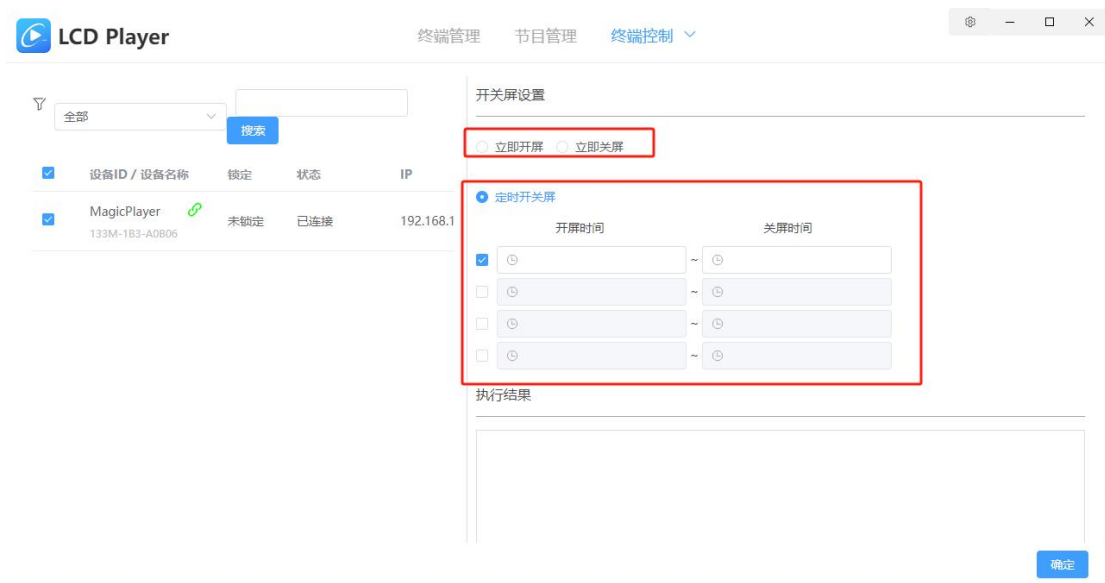 LCD Player
终端管理 节目管理 终端控制
全部
搜索
设备ID / 设备名称 锁定 状态 IP
MagicPlayer 未锁定 已连接 192.168.1
133M-1B3-A0B06
开关屏设置
立即开屏 立即关屏
定时开关屏
开屏时间 关屏时间
~
~
~
~
执行结果
确定